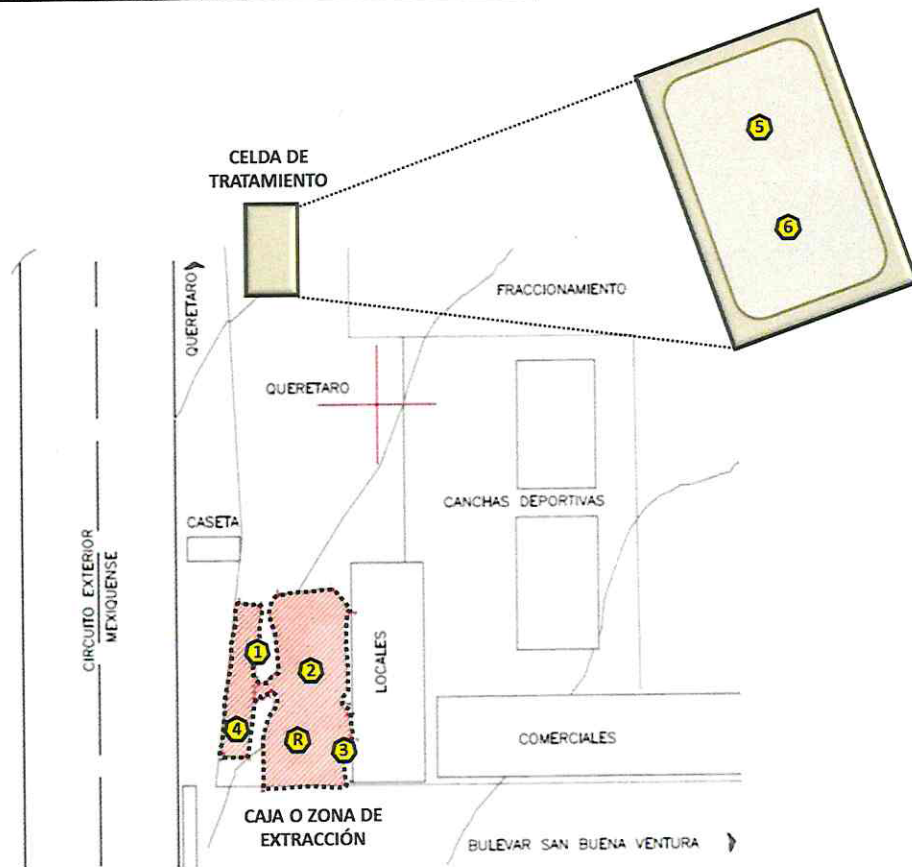 5
CELDA DE
TRATAMIENTO
6
QUERETARO
FRACCIONAMIENTO
QUERETARO
CANCHAS DEPORTIVAS
CASETA
CIRCUITO EXTERIOR
MEXIQUENSE
1
2
LOCALES
4
R
3
COMERCIALES
CAJA O ZONA DE
EXTRACCIÓN
BULEVAR SAN BUENA VENTURA